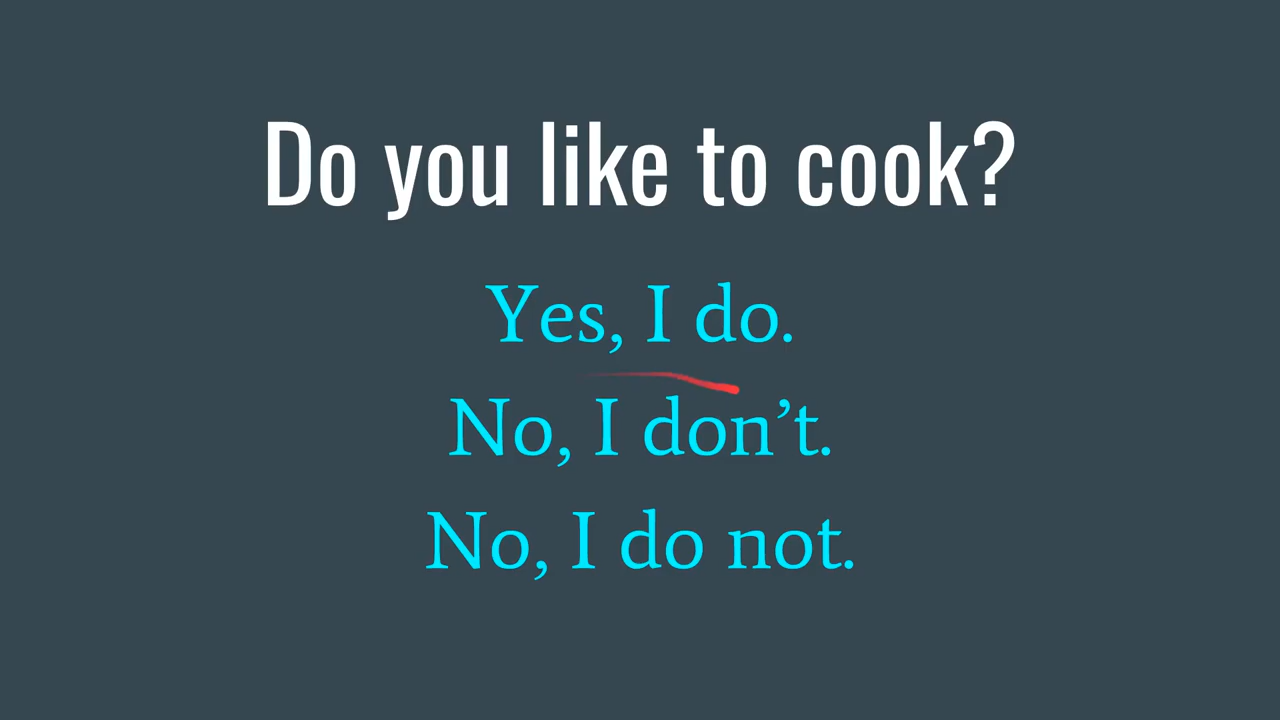 Do you like to cook?
Yes, I do.
No, I don’t.
No, I do not.